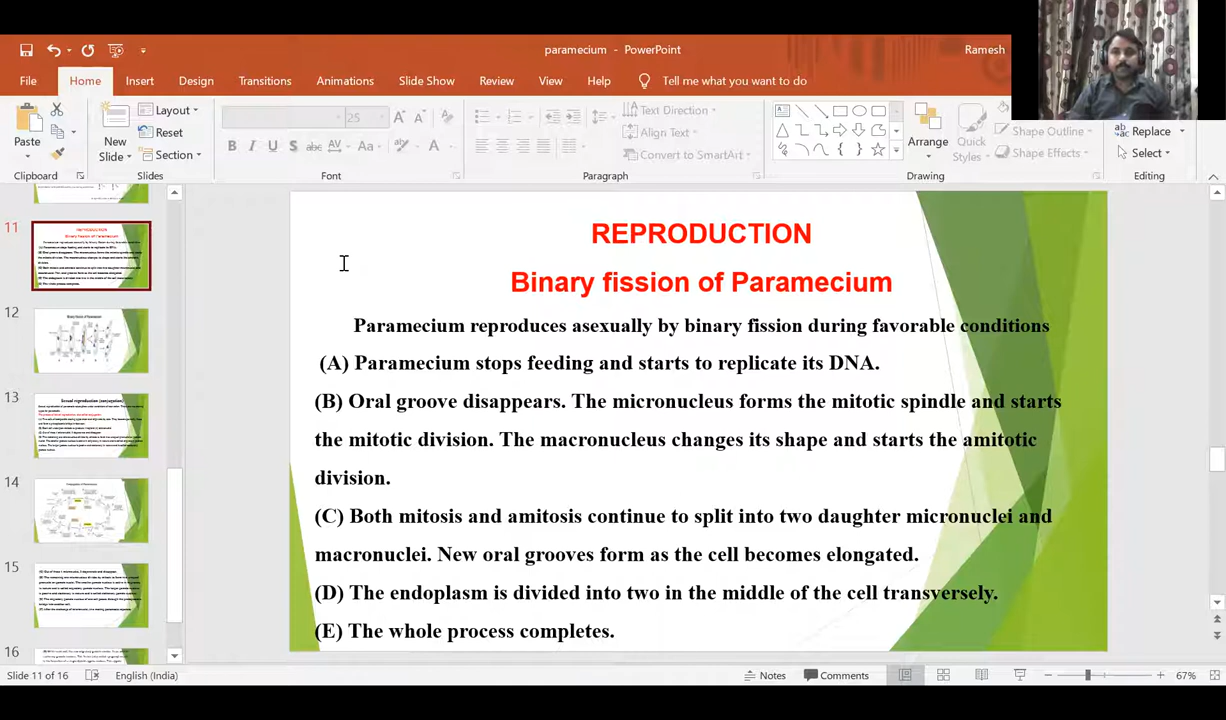 paramecium - PowerPoint
Ramesh
File Home Insert Design Transitions Animations Slide Show Review View Help Tell me what you want to do
Paste
Clipboard
New
Slide
Layout
Reset
Section
Slides
25
B I U S abc AV Aa A
Font
Text Direction
Align Text
Convert to SmartArt
Paragraph
Arrange
Quick
Styles
Shape Outline
Shape Effects
Drawing
Replace
Select
Editing
11
12
13
14
15
16
REPRODUCTION
Binary fission of Paramecium
Paramecium reproduces asexually by binary fission during favorable conditions
(A) Paramecium stops feeding and starts to replicate its DNA.
(B) Oral groove disappears. The micronucleus forms the mitotic spindle and starts
the mitotic division. The macronucleus changes its shape and starts the amitotic
division.
(C) Both mitosis and amitosis continue to split into two daughter micronuclei and
macronuclei. New oral grooves form as the cell becomes elongated.
(D) The endoplasm is divided into two in the middle of the cell transversely.
(E) The whole process completes.
Slide 11 of 16 English (India) Notes Comments 67%